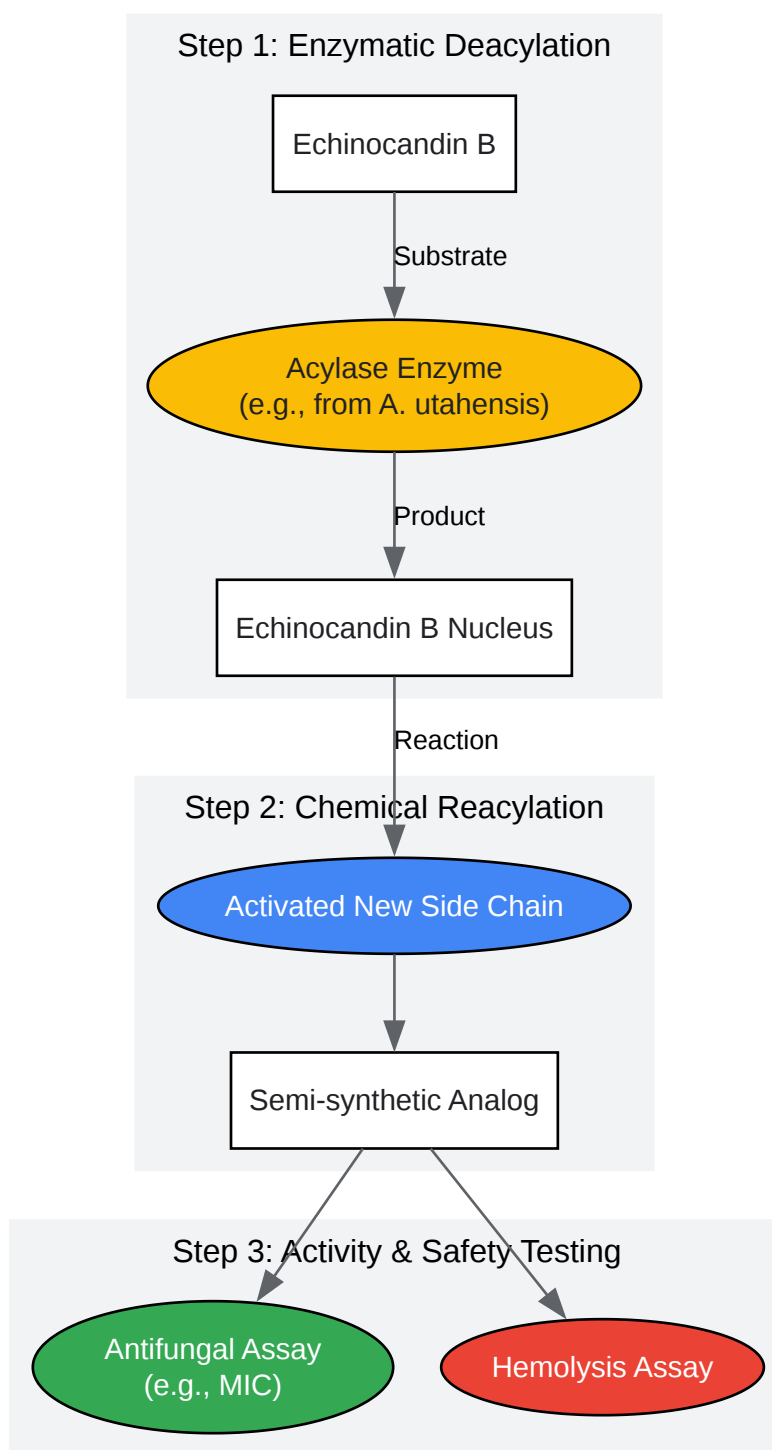 Step 1: Enzymatic Deacylation
Echinocandin B
Substrate
Acylase Enzyme
(e.g., from A. utahensis)
Product
Echinocandin B Nucleus
Reaction
Step 2: Chemical Reacylation
Activated New Side Chain
Semi-synthetic Analog
Step 3: Activity & Safety Testing
Antifungal Assay
(e.g., MIC)
Hemolysis Assay